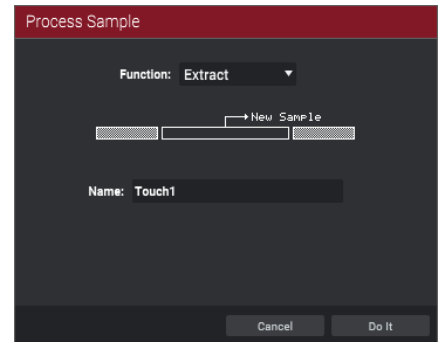 Process Sample
Function: Extract
New Sample
Name: Touch1
Cancel Do It